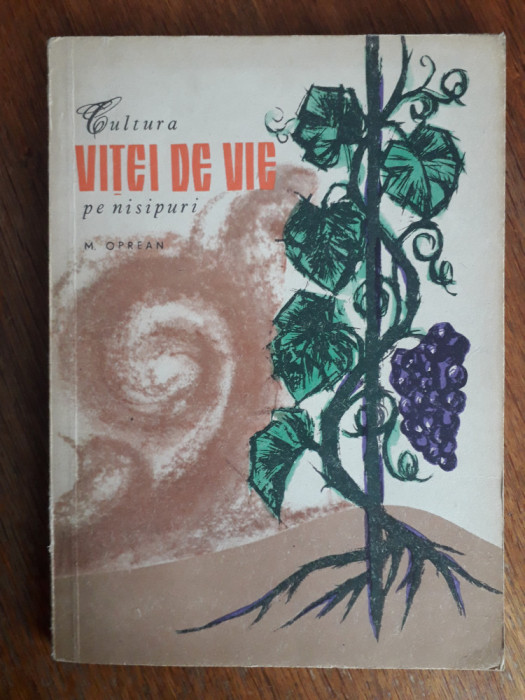 Cultura
VIȚEI DE VIE
pe nisipuri
M. OPREAN